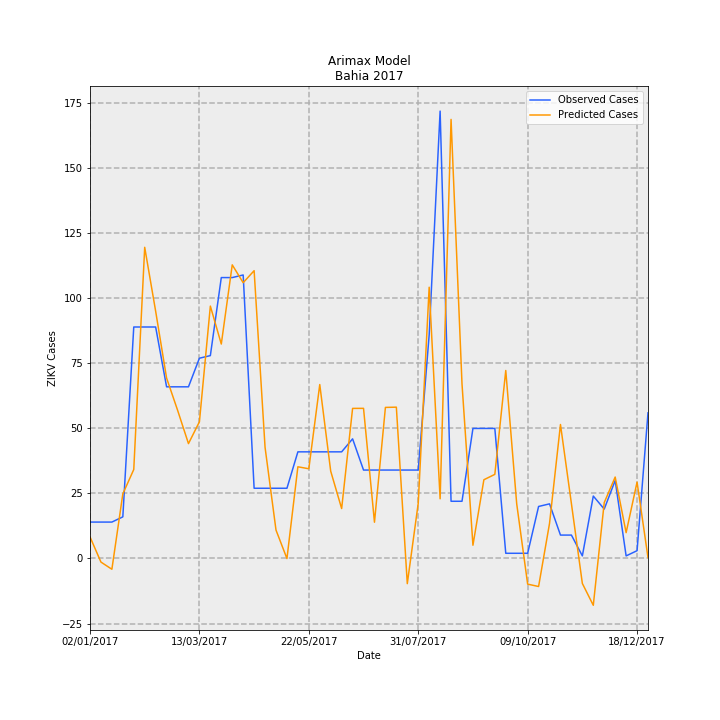 Arimax Model
Bahia 2017
Observed Cases
Predicted Cases
175
150
125
100
75
50
25
0
−25
ZIKV Cases
02/01/2017
13/03/2017
22/05/2017
31/07/2017
09/10/2017
18/12/2017
Date